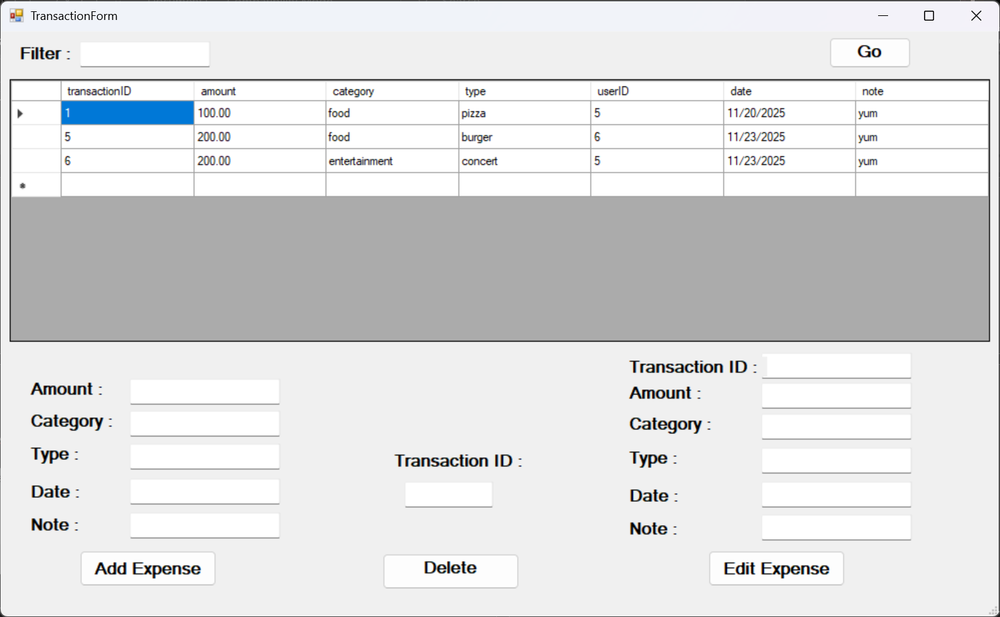 TransactionForm
Filter :
Go
transactionID amount category type userID date note
1 100.00 food pizza 5 11/20/2025 yum
5 200.00 food burger 6 11/23/2025 yum
6 200.00 entertainment concert 5 11/23/2025 yum
Amount :
Category :
Type :
Date :
Note :
Add Expense
Transaction ID :
Delete
Transaction ID :
Amount :
Category :
Type :
Date :
Note :
Edit Expense